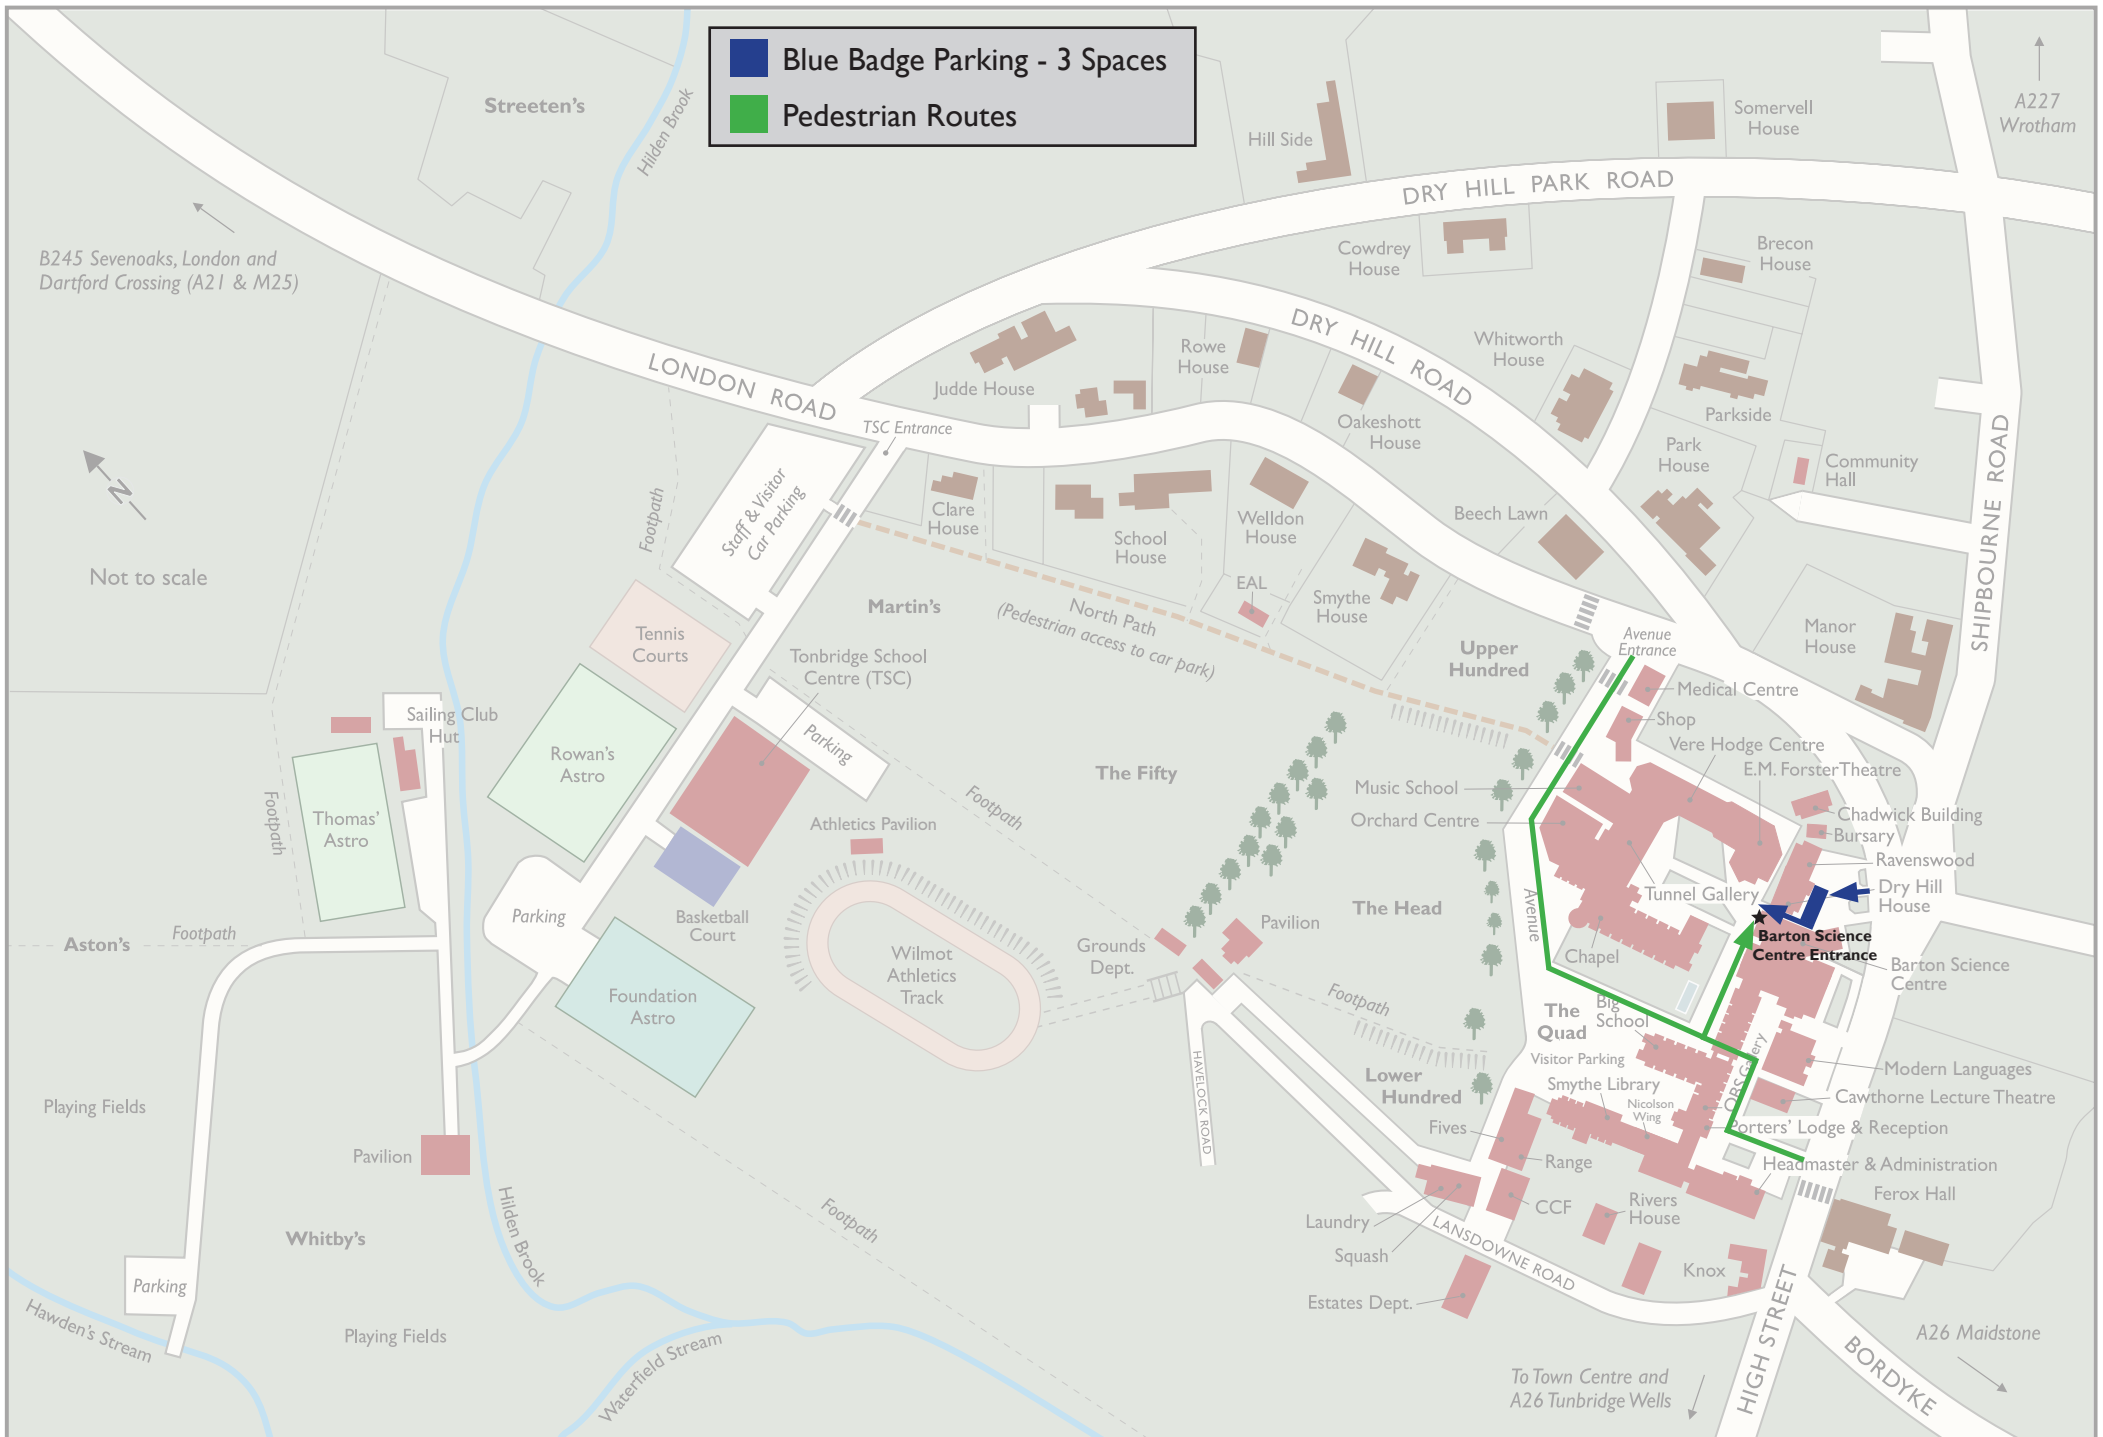 Blue Badge Parking - 3 Spaces
Pedestrian Routes
Streeten's
Hilden Brook
Hill Side
Somervell
House
A227
Wrotham
DRY HILL PARK ROAD
B245 Sevenoaks, London and
Dartford Crossing (A21 & M25)
Cowdrey
House
Brecon
House
LONDON ROAD
Judde House
Rowe
House
DRY HILL ROAD
Whitworth
House
Oakeshott
House
Parkside
TSC Entrance
Park
House
Community
Hall
SHIPBOURNE ROAD
N
Not to scale
Footpath
Staff & Visitor
Car Parking
Clare
House
School
House
Welldon
House
Beech Lawn
EAL
Smythe
House
Martin's
North Path
(Pedestrian access to car park)
Tennis
Courts
Tonbridge School
Centre (TSC)
Upper
Hundred
Avenue
Entrance
Manor
House
Medical Centre
Shop
Vere Hodge Centre
E.M. Forster Theatre
Sailing Club
Hut
Rowan's
Astro
Parking
The Fifty
Music School
Orchard Centre
Chadwick Building
Bursary
Ravenswood
Dry Hill
House
Thomas'
Astro
Footpath
Athletics Pavilion
Footpath
Tunnel Gallery
Barton Science
Centre Entrance
Barton Science
Centre
Aston's
Footpath
Parking
Basketball
Court
Wilmot
Athletics
Track
Grounds
Dept.
Pavilion
The Head
Avenue
Chapel
Foundation
Astro
Footpath
The
Quad
Big
School
Visitor Parking
OBS Gallery
Modern Languages
Smythe Library
Nicolson
Wing
Cawthorne Lecture Theatre
Lower
Hundred
Playing Fields
HAVELOCK ROAD
Fives
Porters' Lodge & Reception
Pavilion
Range
Headmaster & Administration
Ferox Hall
CCF
Rivers
House
Laundry
Squash
LANSDOWNE ROAD
Knox
Estates Dept.
Whitby's
Hilden Brook
Footpath
Parking
Hawden's Stream
Playing Fields
Waterfield Stream
HIGH STREET
A26 Maidstone
BORDYKE
To Town Centre and
A26 Tunbridge Wells